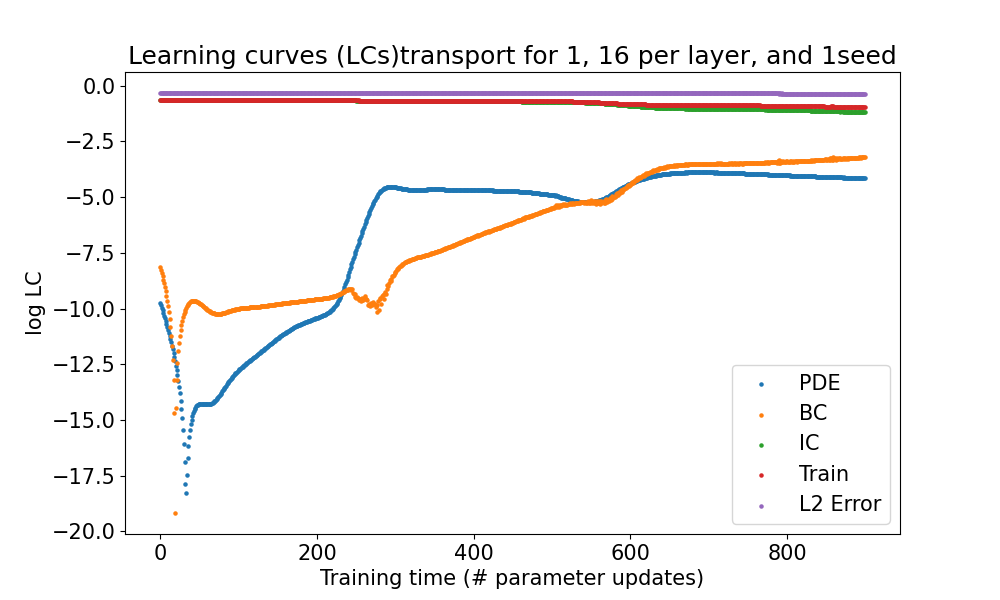 Learning curves (LCs)transport for 1, 16 per layer, and 1seed
0.0
−2.5
−5.0
−7.5
−10.0
−12.5
−15.0
−17.5
−20.0
log LC
PDE
BC
IC
Train
L2 Error
0 200 400 600 800
Training time (# parameter updates)